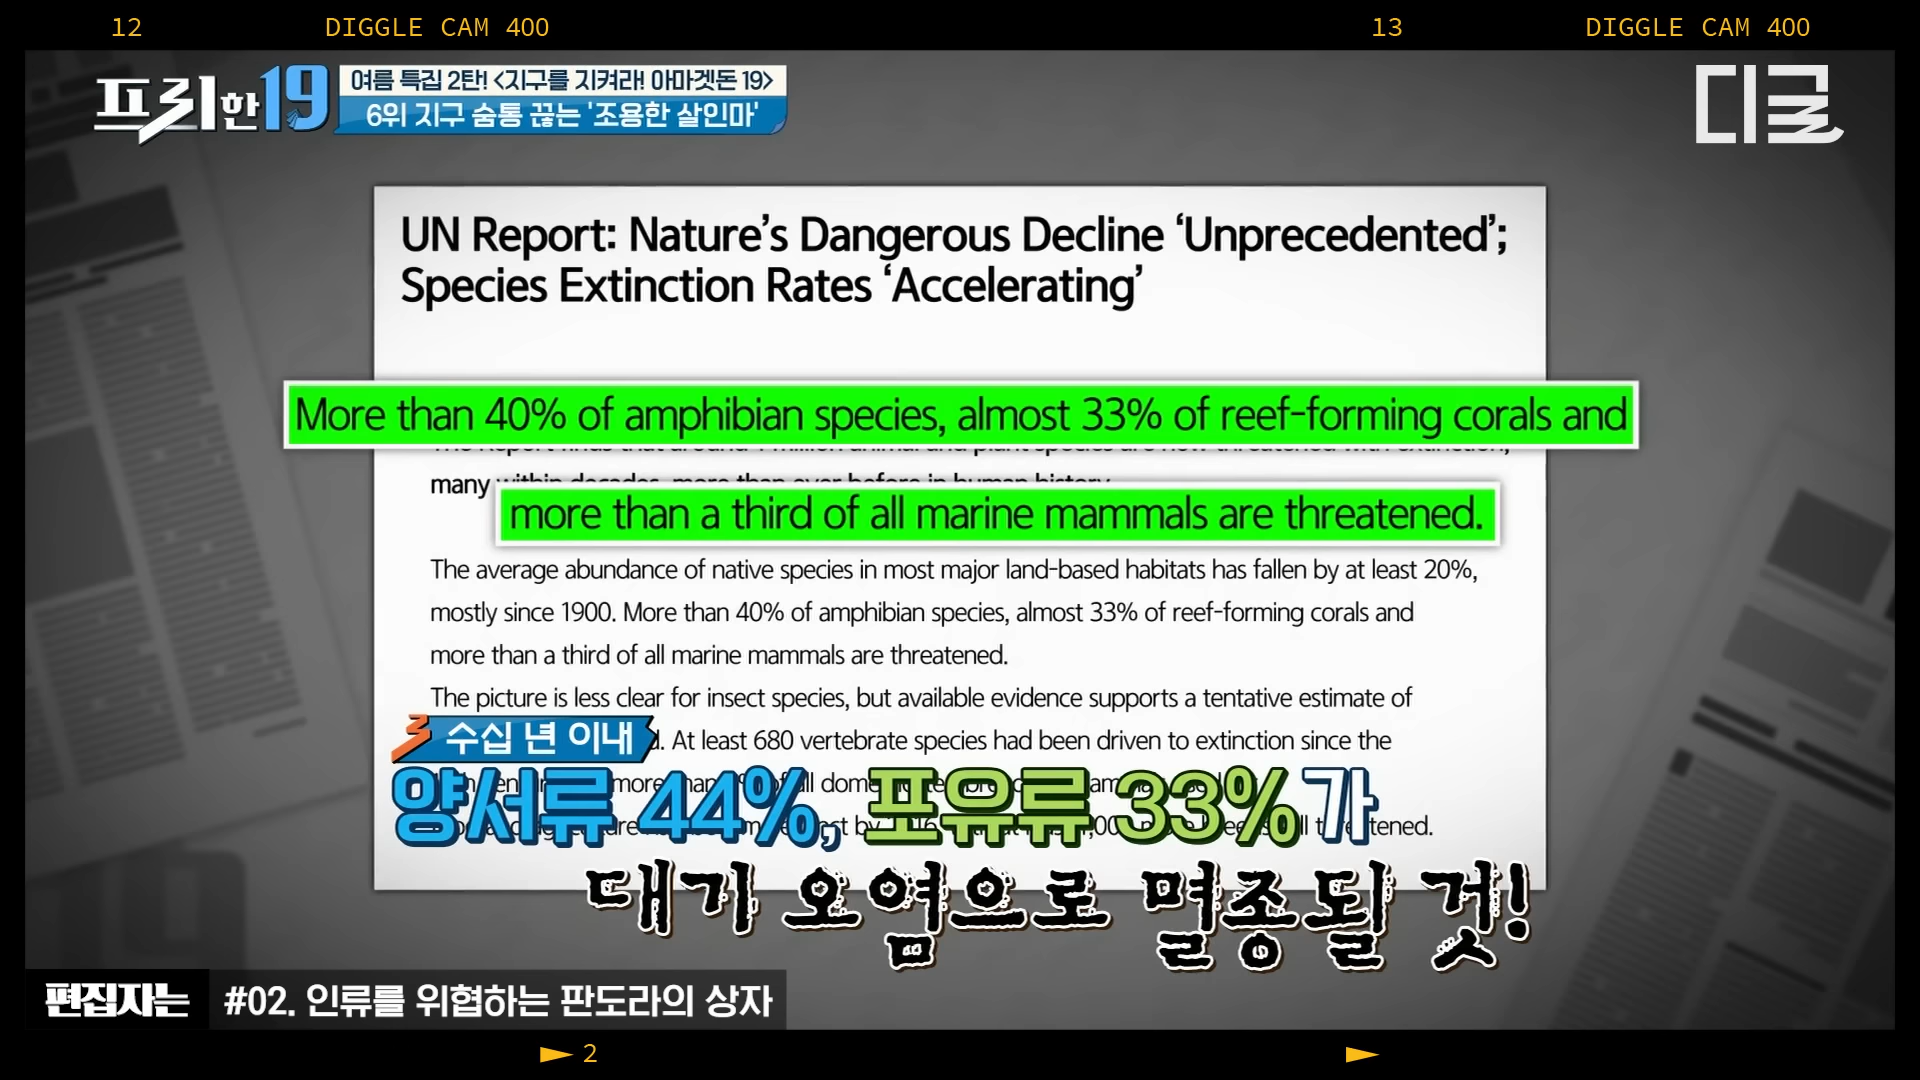 12 DIGGLE CAM 400 13 DIGGLE CAM 400
프리한19
여름 특집 2탄! <지구를 지켜라! 아마겟돈 19>
6위 지구 숨통 끊는 '조용한 살인마'
디글
UN Report: Nature’s Dangerous Decline ‘Unprecedented’;
Species Extinction Rates ‘Accelerating’
More than 40% of amphibian species, almost 33% of reef-forming corals and
many
more than a third of all marine mammals are threatened.
The average abundance of native species in most major land-based habitats has fallen by at least 20%,
mostly since 1900. More than 40% of amphibian species, almost 33% of reef-forming corals and
more than a third of all marine mammals are threatened.
The picture is less clear for insect species, but available evidence supports a tentative estimate of
At least 680 vertebrate species had been driven to extinction since the
수십 년 이내
양서류 44%, 포유류 33%가
대기 오염으로 멸종될 것!
편집자는 #02. 인류를 위협하는 판도라의 상자
2